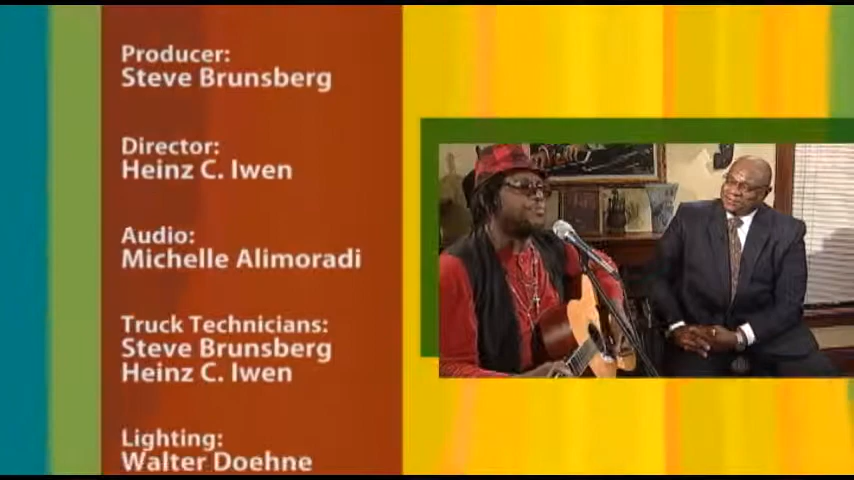 Producer:
Steve Brunsberg
Director:
Heinz C. Iwen
Audio:
Michelle Alimoradi
Truck Technicians:
Steve Brunsberg
Heinz C. Iwen
Lighting:
Walter Doehne